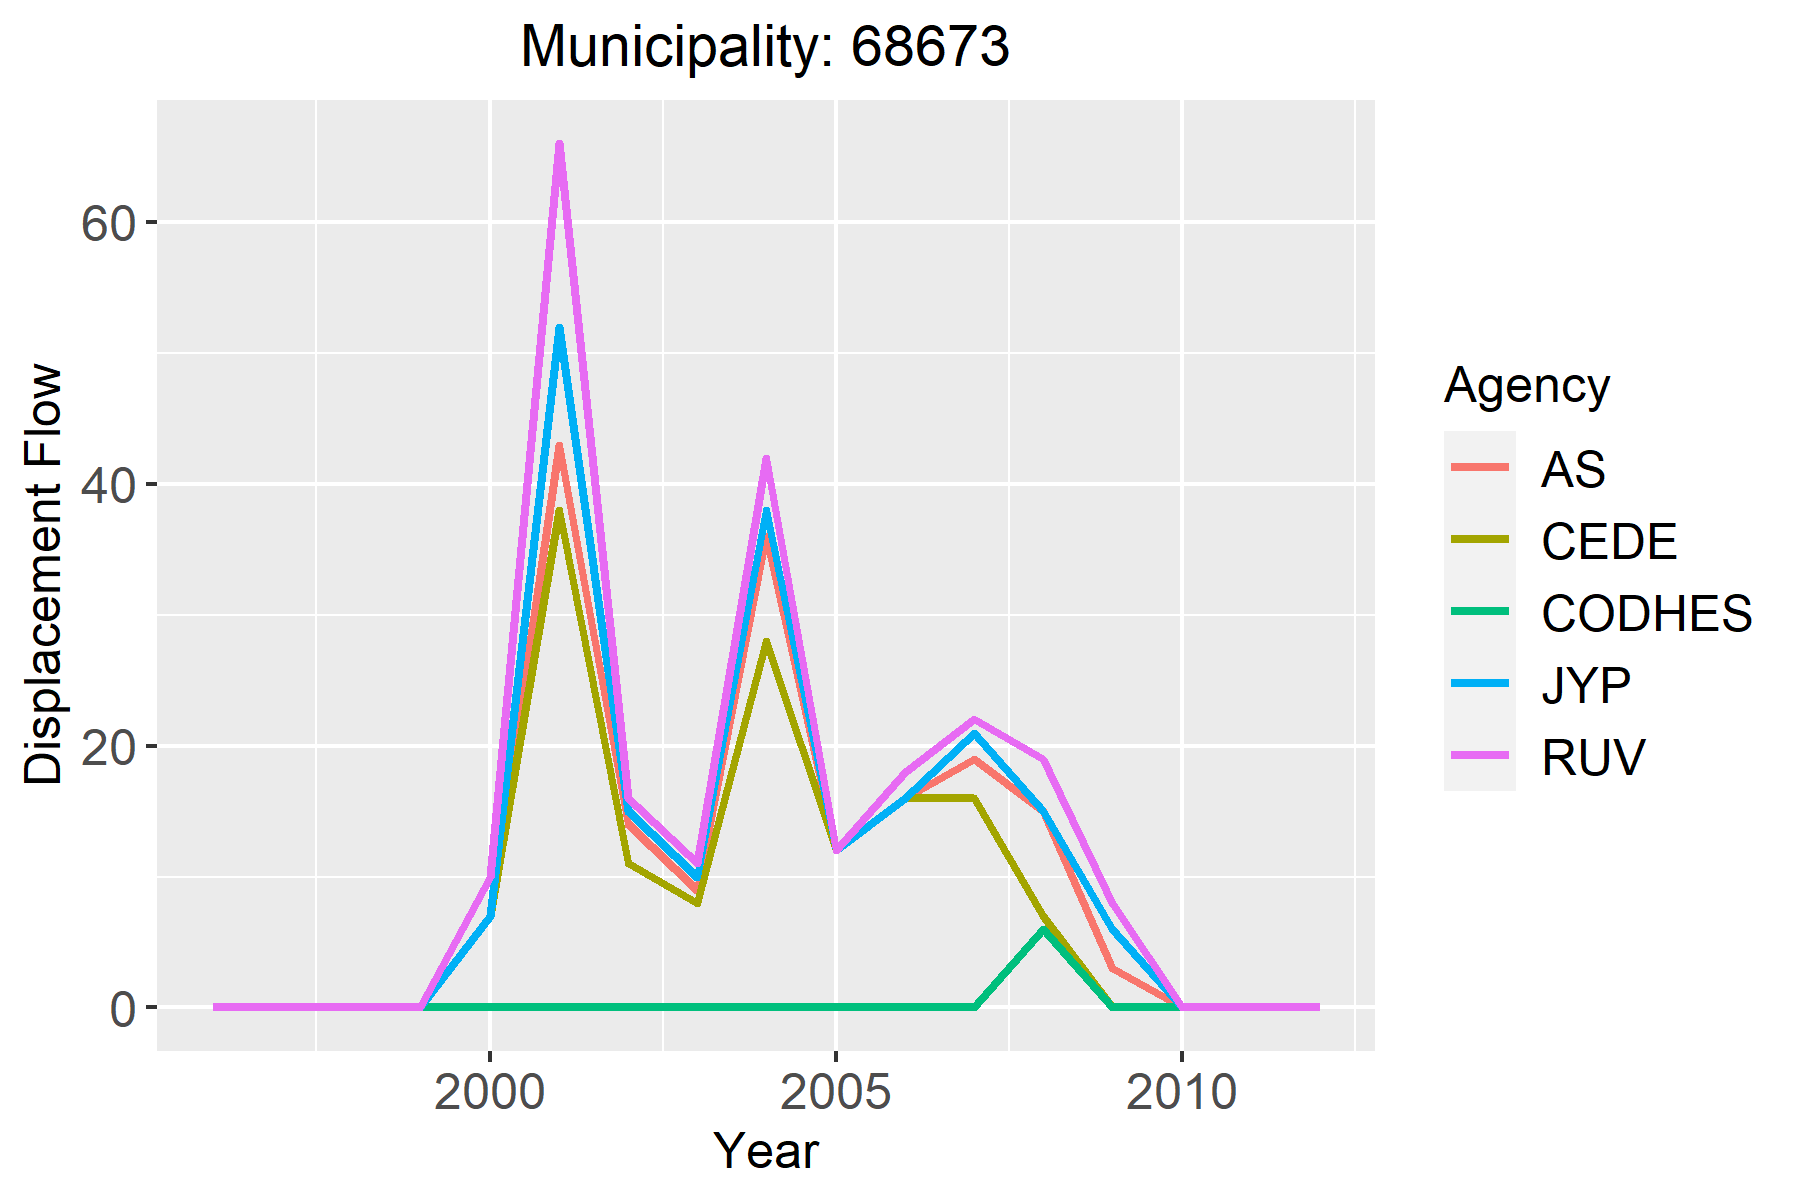 Municipality: 68673
Displacement Flow
60
40
20
0
2000 2005 2010
Year
Agency
AS
CEDE
CODHES
JYP
RUV